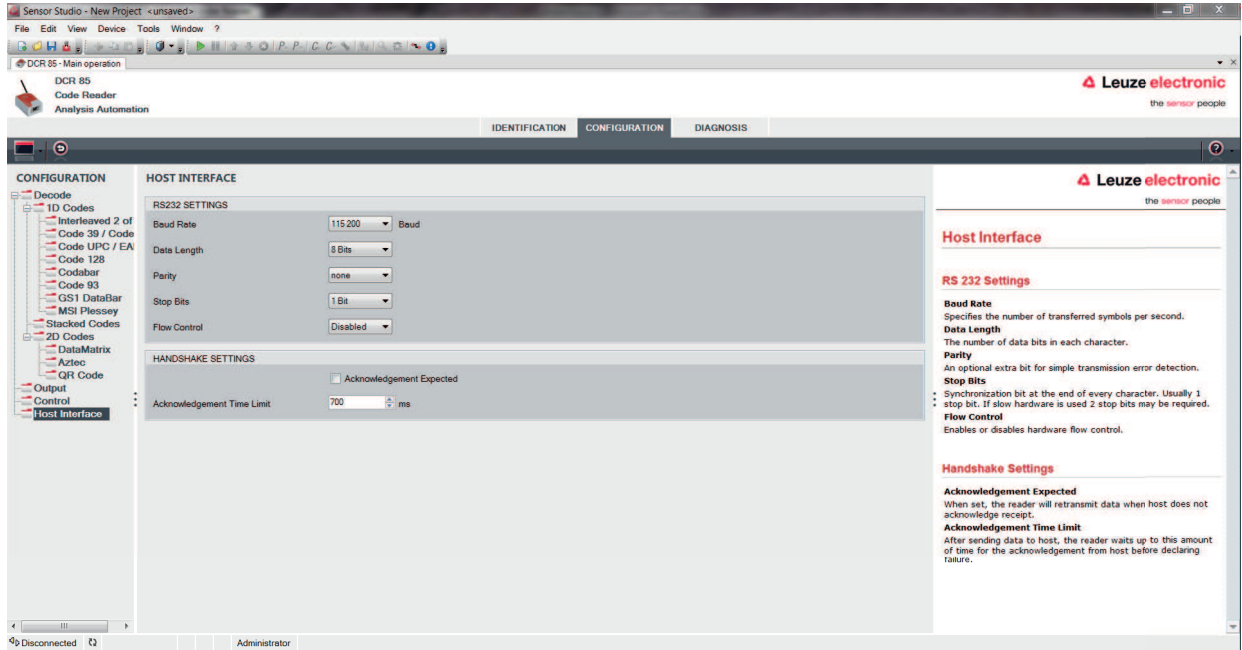 Sensor Studio - New Project <unsaved>
File Edit View Device Tools Window ?
DCR 85 - Main operation
DCR 85
Code Reader
Analysis Automation
Leuze electronic
the sensor people
IDENTIFICATION CONFIGURATION DIAGNOSIS
CONFIGURATION
Decode
1D Codes
Interleaved 2 of
Code 39 / Code
Code UPC / EA
Code 128
Codabar
Code 93
GS1 DataBar
MSI Plessey
Stacked Codes
2D Codes
DataMatrix
Aztec
QR Code
Output
Control
Host Interface
HOST INTERFACE
RS232 SETTINGS
Baud Rate 115 200 Baud
Data Length 8 Bits
Parity none
Stop Bits 1 Bit
Flow Control Disabled
HANDSHAKE SETTINGS
Acknowledgement Expected
Acknowledgement Time Limit 700 ms
Leuze electronic
the sensor people
Host Interface
RS 232 Settings
Baud Rate
Specifies the number of transferred symbols per second.
Data Length
The number of data bits in each character.
Parity
An optional extra bit for simple transmission error detection.
Stop Bits
Synchronization bit at the end of every character. Usually 1
stop bit. If slow hardware is used 2 stop bits may be required.
Flow Control
Enables or disables hardware flow control.
Handshake Settings
Acknowledgement Expected
When set, the reader will retransmit data when host does not
acknowledge receipt.
Acknowledgement Time Limit
After sending data to host, the reader waits up to this amount
of time for the acknowledgement from host before declaring
failure.
Disconnected Administrator